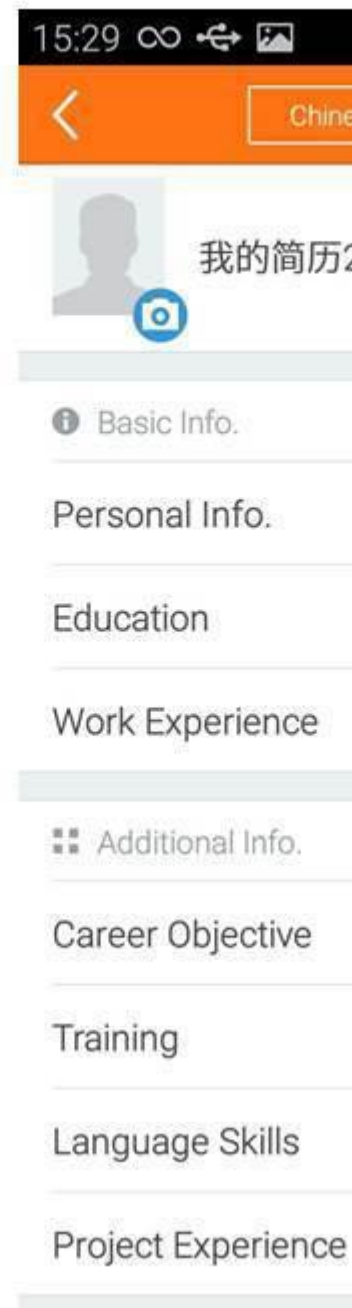 15:29
Chine
我的简历2
Basic Info.
Personal Info.
Education
Work Experience
Additional Info.
Career Objective
Training
Language Skills
Project Experience